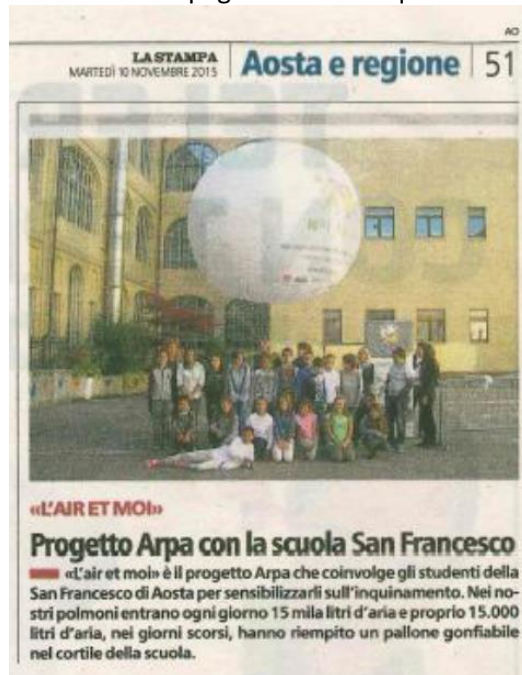 AO
LA STAMPA
MARTEDÌ 10 NOVEMBRE 2015
Aosta e regione
51
«L'AIR ET MOI»
Progetto Arpa con la scuola San Francesco
«L'air et moi» è il progetto Arpa che coinvolge gli studenti della
San Francesco di Aosta per sensibilizzarli sull'inquinamento. Nei no-
stri polmoni entrano ogni giorno 15 mila litri d'aria e proprio 15.000
litri d'aria, nei giorni scorsi, hanno riempito un pallone gonfiabile
nel cortile della scuola.